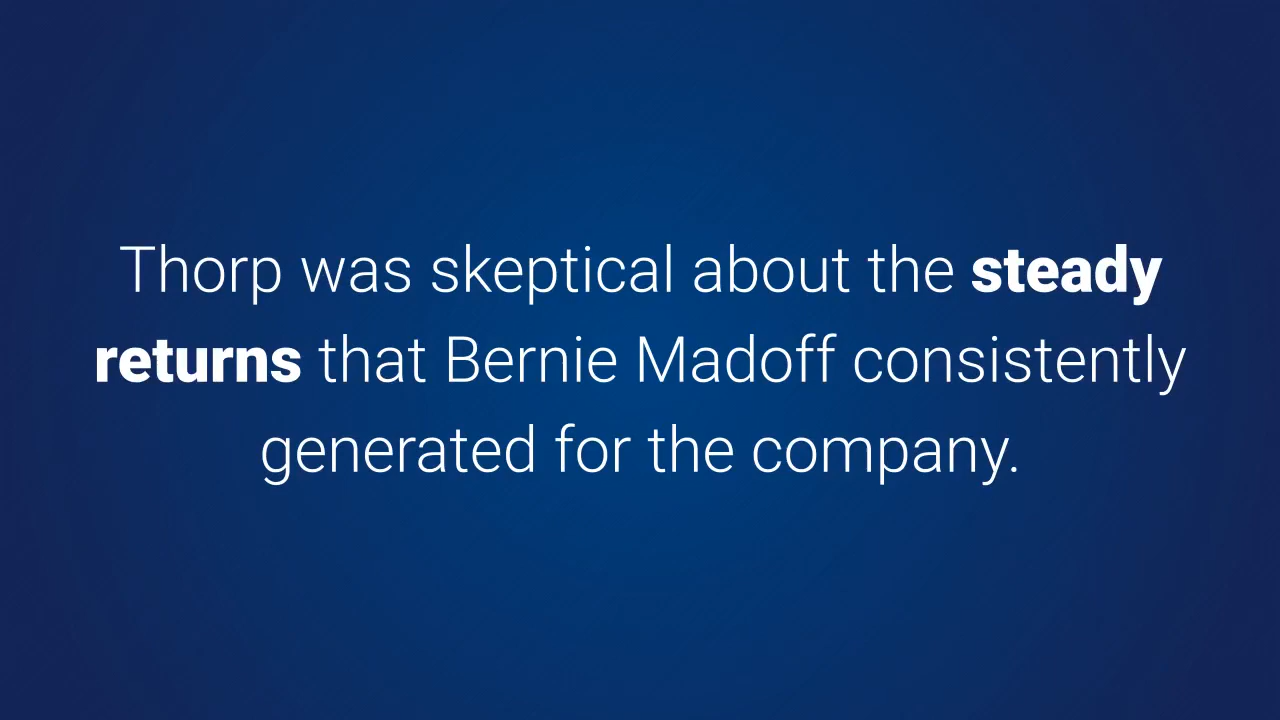 Thorp was skeptical about the steady
returns that Bernie Madoff consistently
generated for the company.